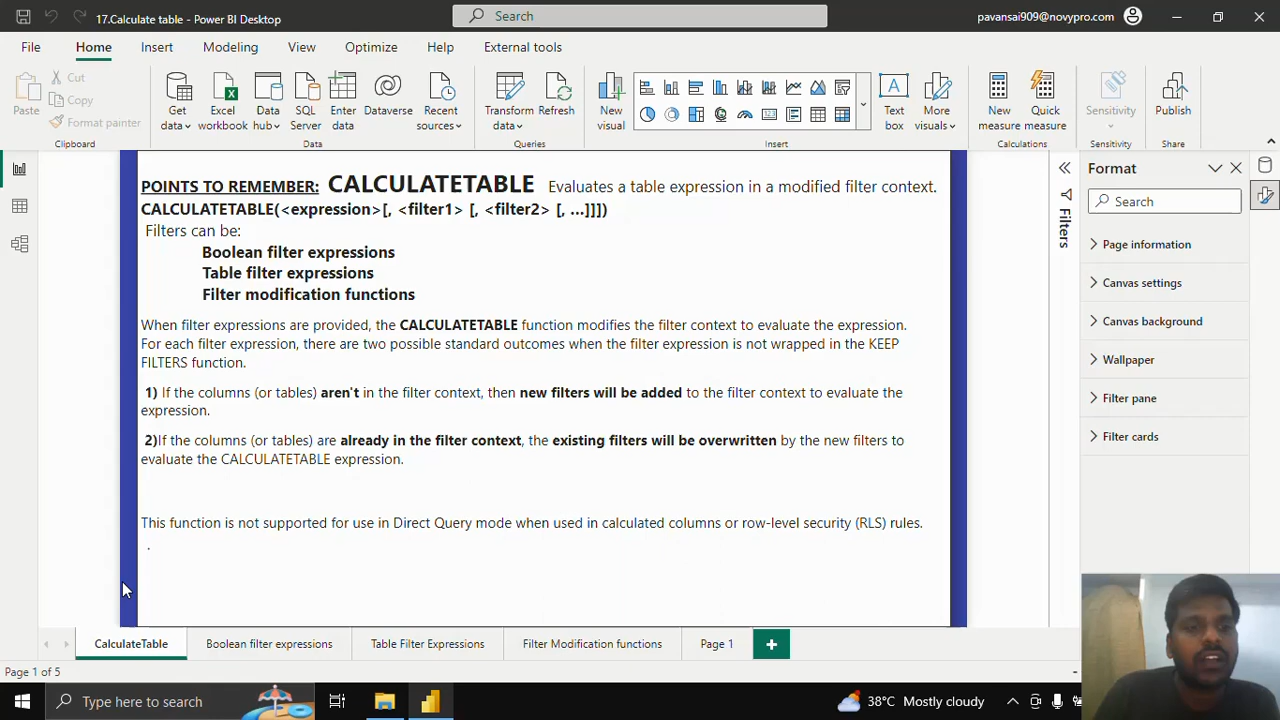 17.Calculate table - Power BI Desktop
Search
pavansai909@novypro.com
File Home Insert Modeling View Optimize Help External tools
Paste
Cut
Copy
Format painter
Clipboard
Get data
Excel workbook
Data hub
SQL Server
Enter data
Dataverse
Recent sources
Data
Transform data
Refresh
Queries
New visual
Text box
More visuals
Insert
New measure
Quick measure
Calculations
Sensitivity
Sensitivity
Publish
Share
POINTS TO REMEMBER: CALCULATETABLE Evaluates a table expression in a modified filter context.
CALCULATETABLE(<expression>[, <filter1> [, <filter2> [, ...]]])
Filters can be:
Boolean filter expressions
Table filter expressions
Filter modification functions
When filter expressions are provided, the CALCULATETABLE function modifies the filter context to evaluate the expression.
For each filter expression, there are two possible standard outcomes when the filter expression is not wrapped in the KEEP
FILTERS function.
1) If the columns (or tables) aren't in the filter context, then new filters will be added to the filter context to evaluate the
expression.
2)If the columns (or tables) are already in the filter context, the existing filters will be overwritten by the new filters to
evaluate the CALCULATETABLE expression.
This function is not supported for use in Direct Query mode when used in calculated columns or row-level security (RLS) rules.
.
Filters
Format
Search
Page information
Canvas settings
Canvas background
Wallpaper
Filter pane
Filter cards
CalculateTable
Boolean filter expressions
Table Filter Expressions
Filter Modification functions
Page 1
Page 1 of 5
Type here to search
38°C Mostly cloudy